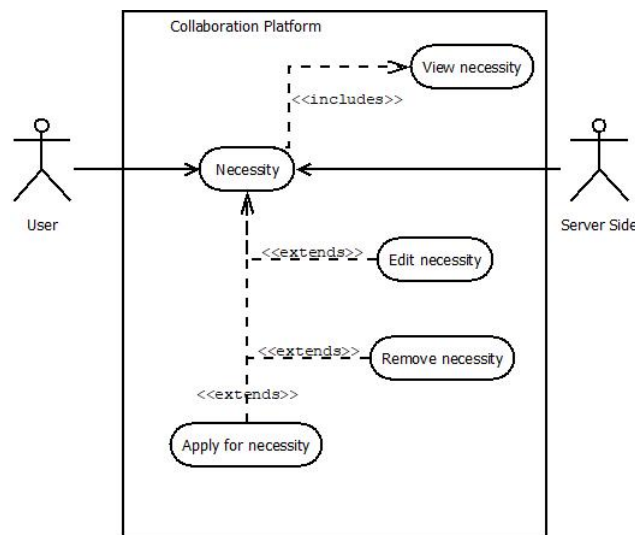 Collaboration Platform
View necessity
<<includes>>
Necessity
User
Server Side
<<extends>>
Edit necessity
<<extends>>
Remove necessity
<<extends>>
Apply for necessity